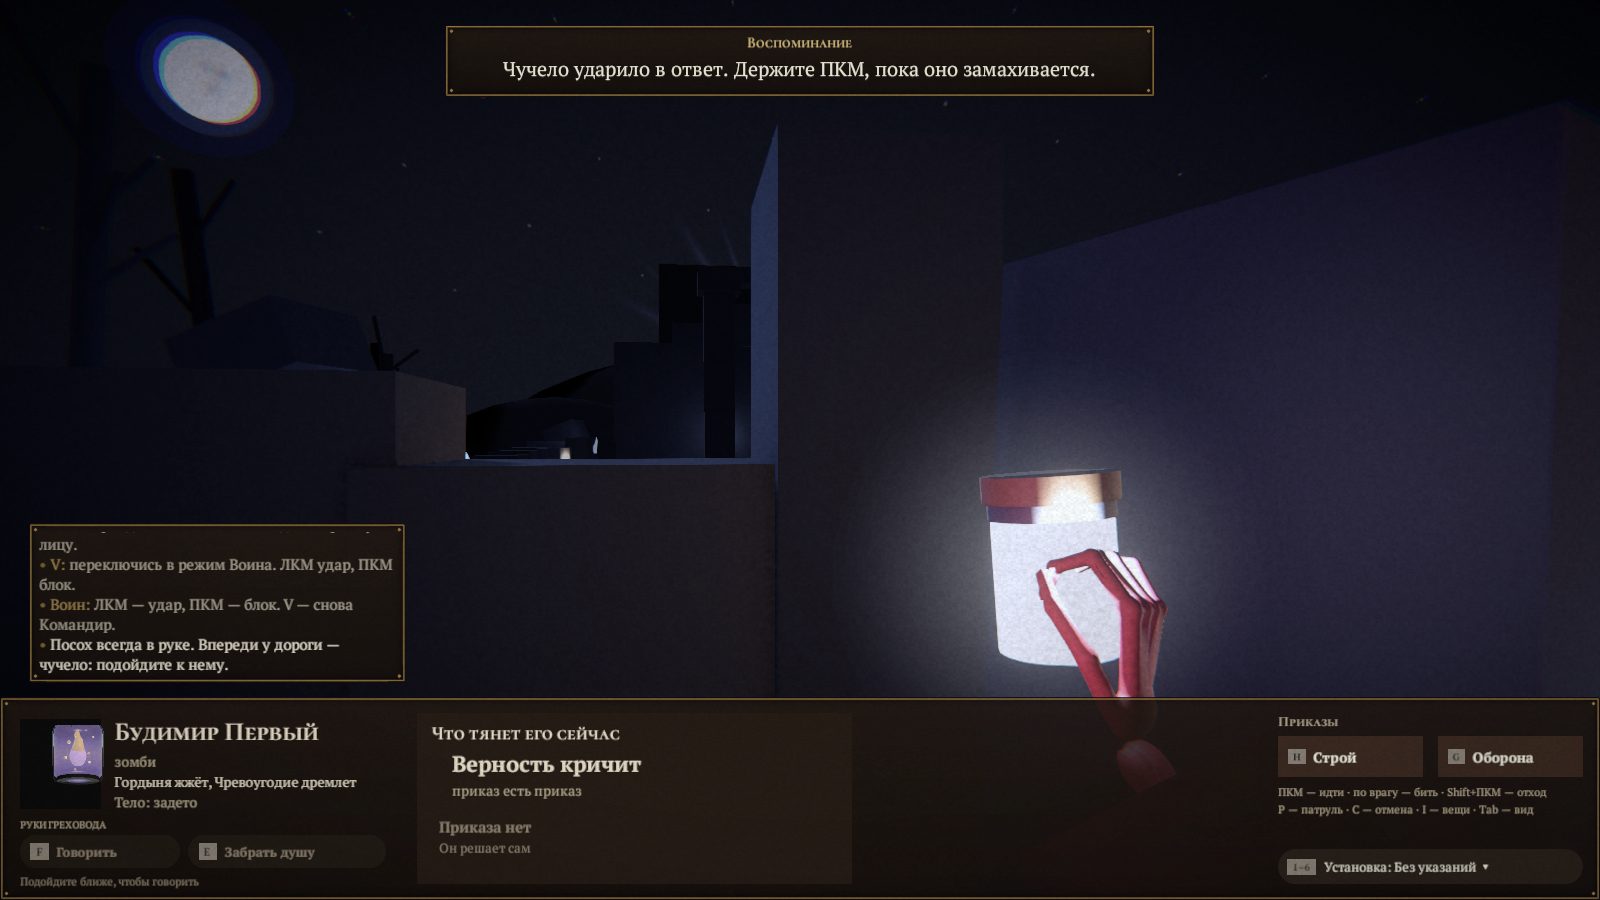 Воспоминание
Чучело ударило в ответ. Держите ПКМ, пока оно замахивается.
лицу.
• V: переключись в режим Воина. ЛКМ удар, ПКМ
блок.
• Воин: ЛКМ — удар, ПКМ — блок. V — снова
Командир.
• Посох всегда в руке. Впереди у дороги —
чучело: подойдите к нему.
Будимир Первый
зомби
Гордыня жжёт, Чревоугодие дремлет
Тело: задето
РУКИ ГРЕХОВОДА
F Говорить
E Забрать душу
Подойдите ближе, чтобы говорить
Что тянет его сейчас
Верность кричит
приказ есть приказ
Приказа нет
Он решает сам
Приказы
H Строй
G Оборона
ПКМ — идти · по врагу — бить · Shift+ПКМ — отход
P — патруль · C — отмена · I — вещи · Tab — вид
1–6 Установка: Без указаний ▾